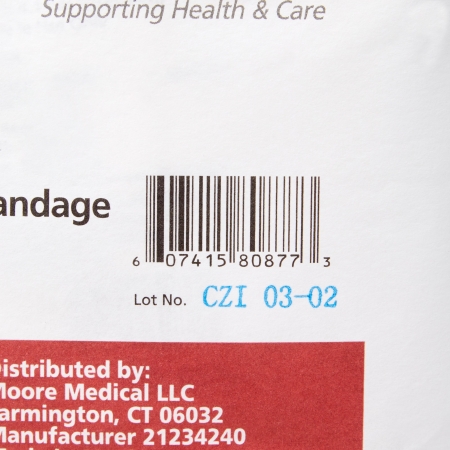 Supporting Health & Care
andage
6 07415 80877 3
Lot No. CZI 03-02
istributed by:
Moore Medical LLC
armington, CT 06032
Manufacturer 21234240